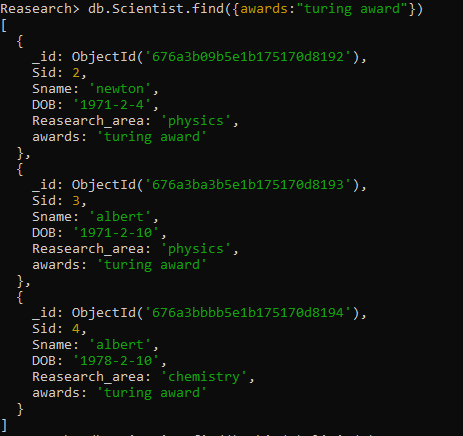 Reasearch> db.Scientist.find({awards:"turing award"})
[
  {
    _id: ObjectId('676a3b09b5e1b175170d8192'),
    Sid: 2,
    Sname: 'newton',
    DOB: '1971-2-4',
    Reasearch_area: 'physics',
    awards: 'turing award'
  },
  {
    _id: ObjectId('676a3ba3b5e1b175170d8193'),
    Sid: 3,
    Sname: 'albert',
    DOB: '1971-2-10',
    Reasearch_area: 'physics',
    awards: 'turing award'
  },
  {
    _id: ObjectId('676a3bbbb5e1b175170d8194'),
    Sid: 4,
    Sname: 'albert',
    DOB: '1978-2-10',
    Reasearch_area: 'chemistry',
    awards: 'turing award'
  }
]